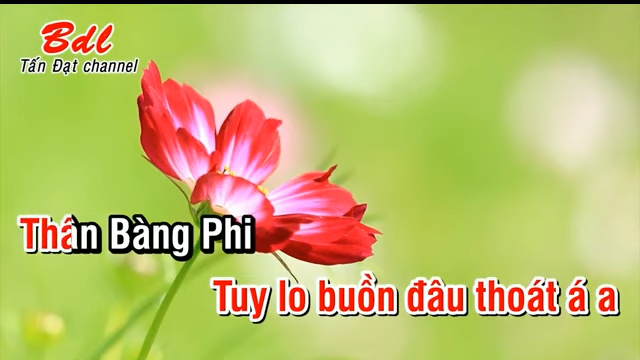 Bdl
Tấn Đạt channel
Thân Bàng Phi
Tuy lo buồn đâu thoát á a